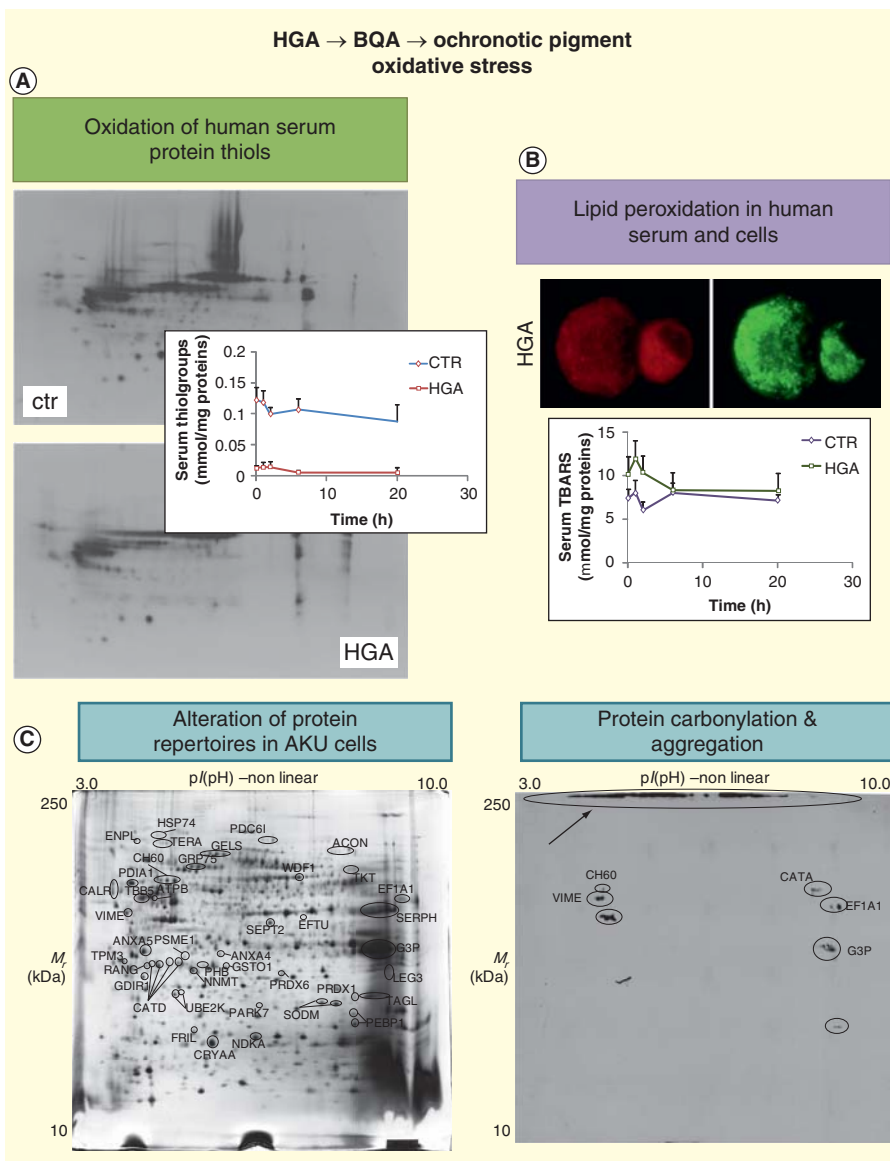 HGA → BQA → ochronotic pigment
oxidative stress
A
Oxidation of human serum
protein thiols
ctr
Serum thiolgroups
(mmol/mg proteins)
0.2
0.15
0.1
0.05
0
0 10 20 30
Time (h)
CTR
HGA
HGA
B
Lipid peroxidation in human
serum and cells
HGA
Serum TBARS
(mmol/mg proteins)
15
10
5
0
0 10 20 30
Time (h)
CTR
HGA
C
Alteration of protein
repertoires in AKU cells
3.0 pI(pH) –non linear 10.0
250
Mr
(kDa)
10
HSP74
ENPL
TERA
PDC6I
GELS
ACON
CH60
GRP75
WDF1
TKT
PDIA1
CALR
TBB5
ATPB
EF1A1
VIME
SERPH
SEPT2
EFTU
ANXA5
PSME1
ANXA4
G3P
TPM3
RANG
PHB
GSTO1
GDIR1
NNMT
PRDX6
LEG3
PRDX1
CATD
UBE2K
PARK7
SODM
TAGL
PEBP1
FRIL
CRYAA
NDKA
Protein carbonylation &
aggregation
3.0 pI(pH) –non linear 10.0
250
Mr
(kDa)
10
CH60
CATA
VIME
EF1A1
G3P